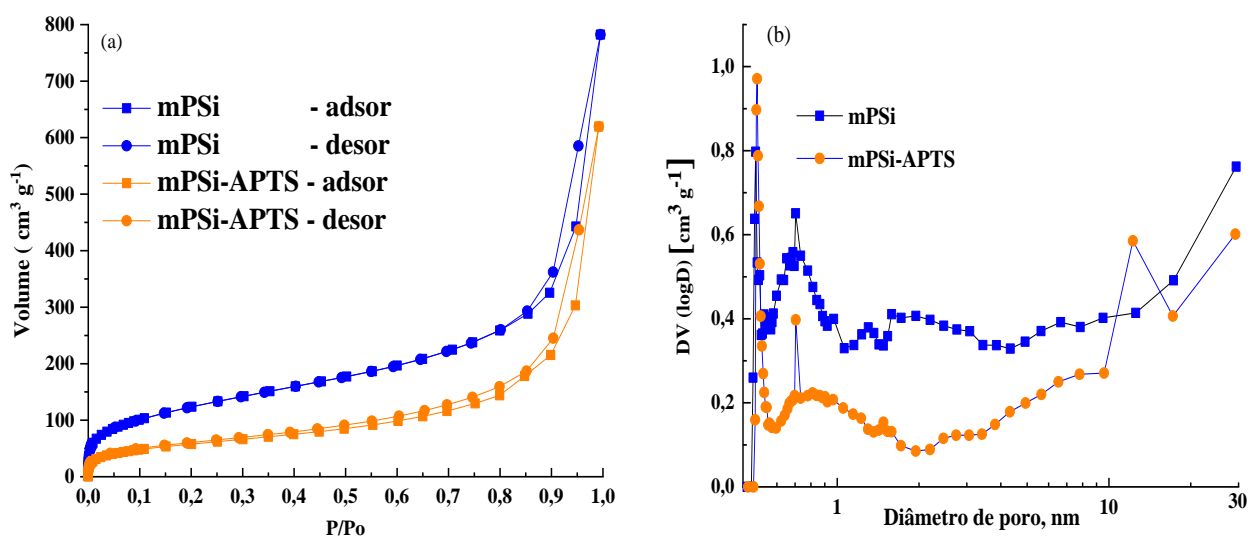 (a)
mPSi - adsor
mPSi - desor
mPSi-APTS - adsor
mPSi-APTS - desor
Volume ( cm³ g⁻¹)
800
700
600
500
400
300
200
100
0
0,0 0,1 0,2 0,3 0,4 0,5 0,6 0,7 0,8 0,9 1,0
P/Po
(b)
mPSi
mPSi-APTS
DV (logD) [ cm³ g⁻¹]
1,0
0,8
0,6
0,4
0,2
0,0
1 10 30
Diâmetro de poro, nm